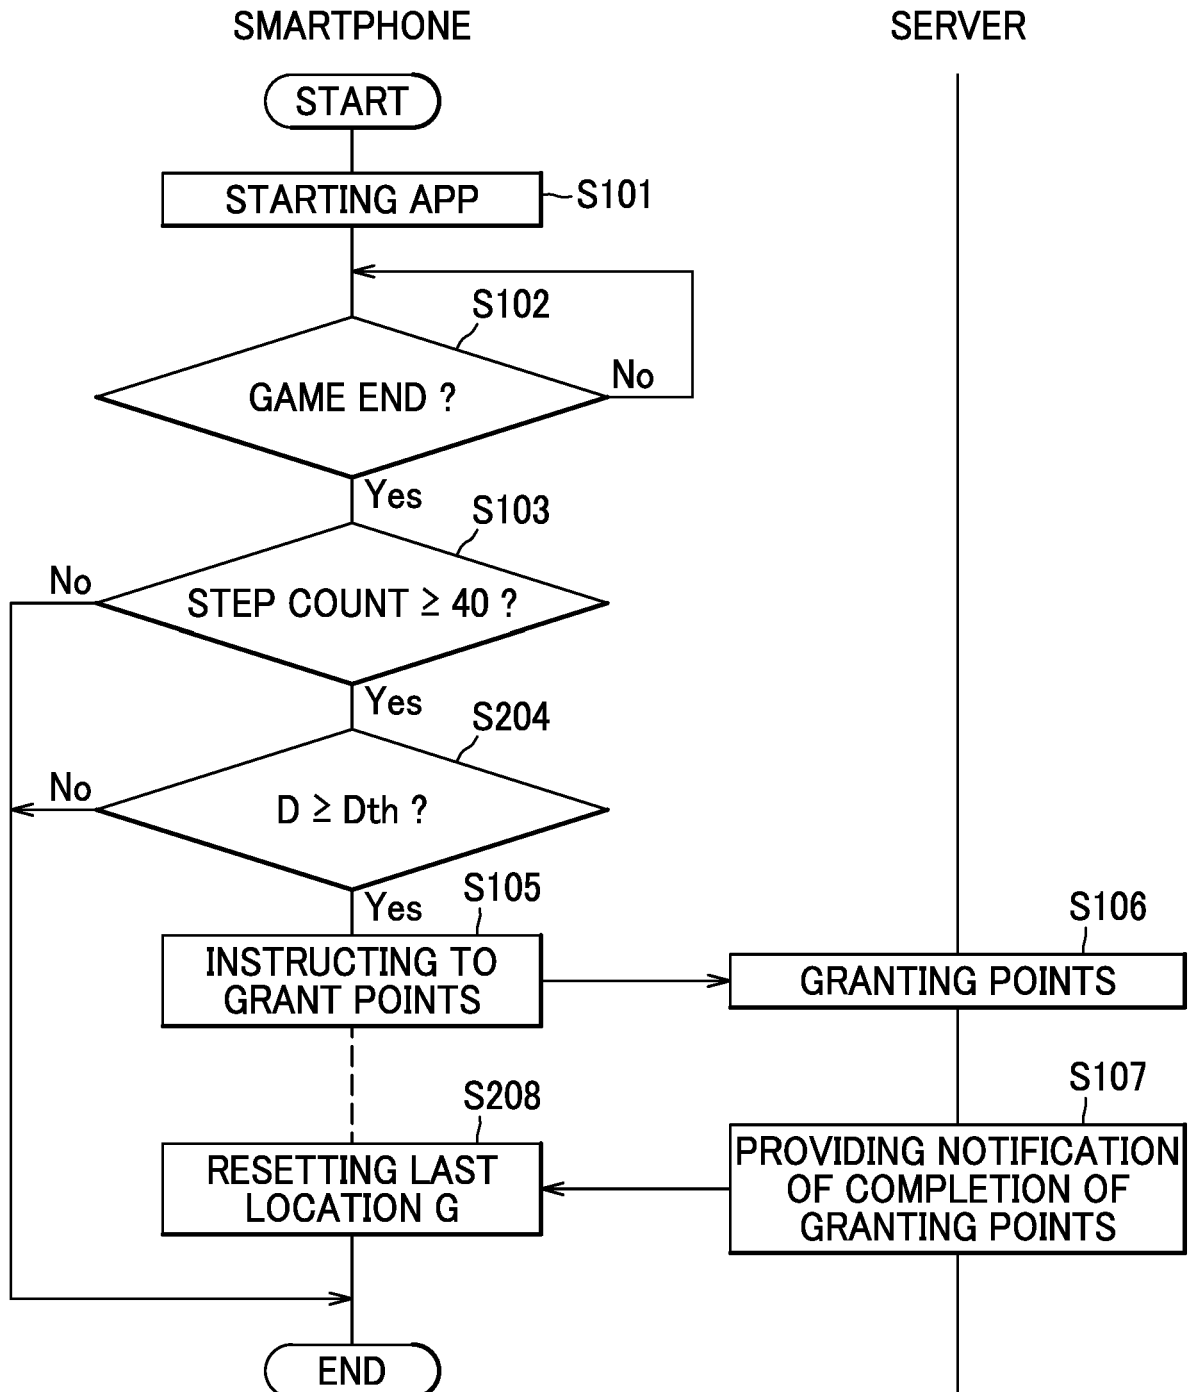 SMARTPHONE
SERVER
START
STARTING APP
S101
S102
GAME END ?
No
Yes
S103
No
STEP COUNT ≥ 40 ?
Yes
S204
No
D ≥ Dth ?
Yes
S105
INSTRUCTING TO
GRANT POINTS
S106
GRANTING POINTS
S208
RESETTING LAST
LOCATION G
S107
PROVIDING NOTIFICATION
OF COMPLETION OF
GRANTING POINTS
END